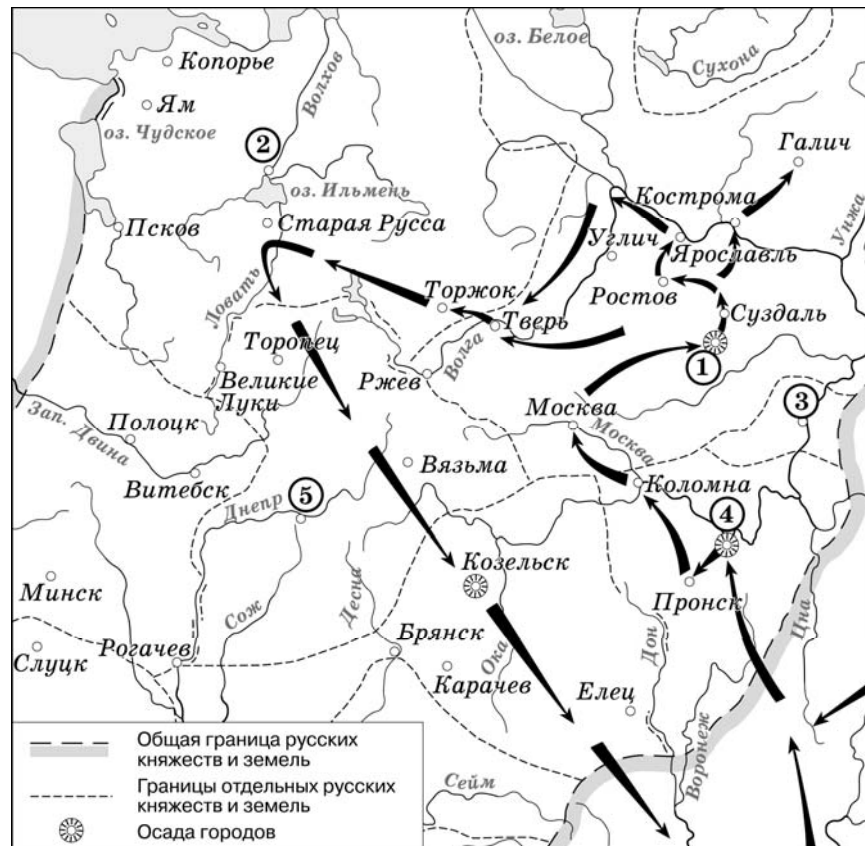 оз. Белое
Сухона
Копорье
Волхов
Ям
оз. Чудское
2
Галич
оз. Ильмень
Кострома
Унжа
Псков
Старая Русса
Углич
Ярославль
Ловать
Торжок
Ростов
Суздаль
Тверь
Торопец
Волга
1
Великие
Луки
Ржев
3
Зап. Двина
Полоцк
Москва
Москва
Витебск
5
Вязьма
Коломна
Днепр
4
Козельск
Минск
Десна
Пронск
Цна
Сож
Слуцк
Рогачев
Брянск
Ока
Дон
Карачев
Елец
Воронеж
Сейм
Общая граница русских
княжеств и земель
Границы отдельных русских
княжеств и земель
Осада городов